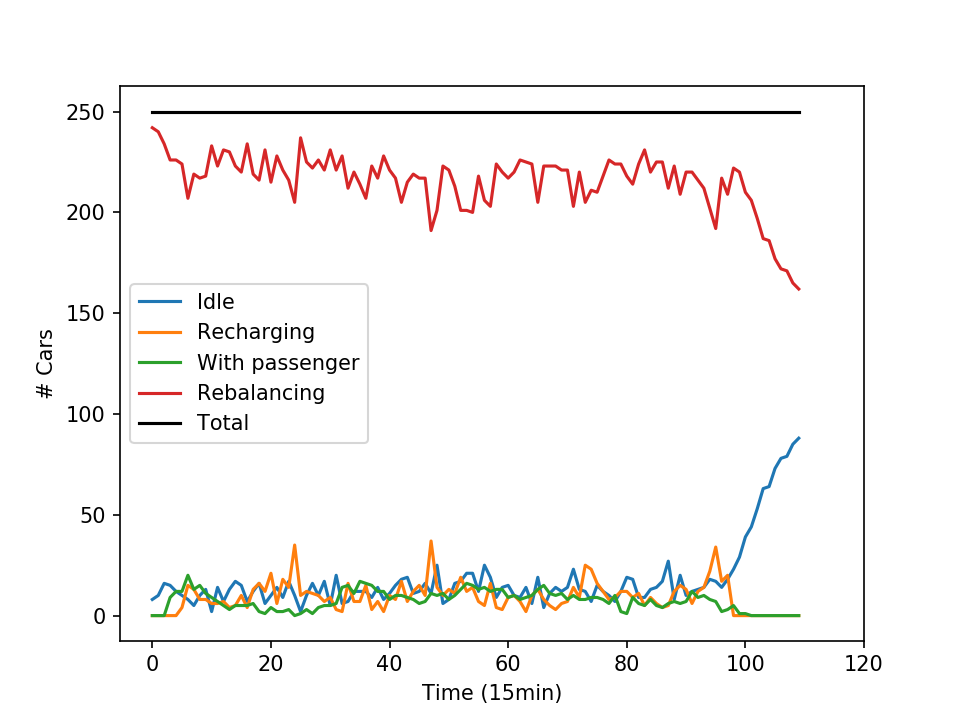 250
200
150
100
50
0
# Cars
Idle
Recharging
With passenger
Rebalancing
Total
0 20 40 60 80 100 120
Time (15min)